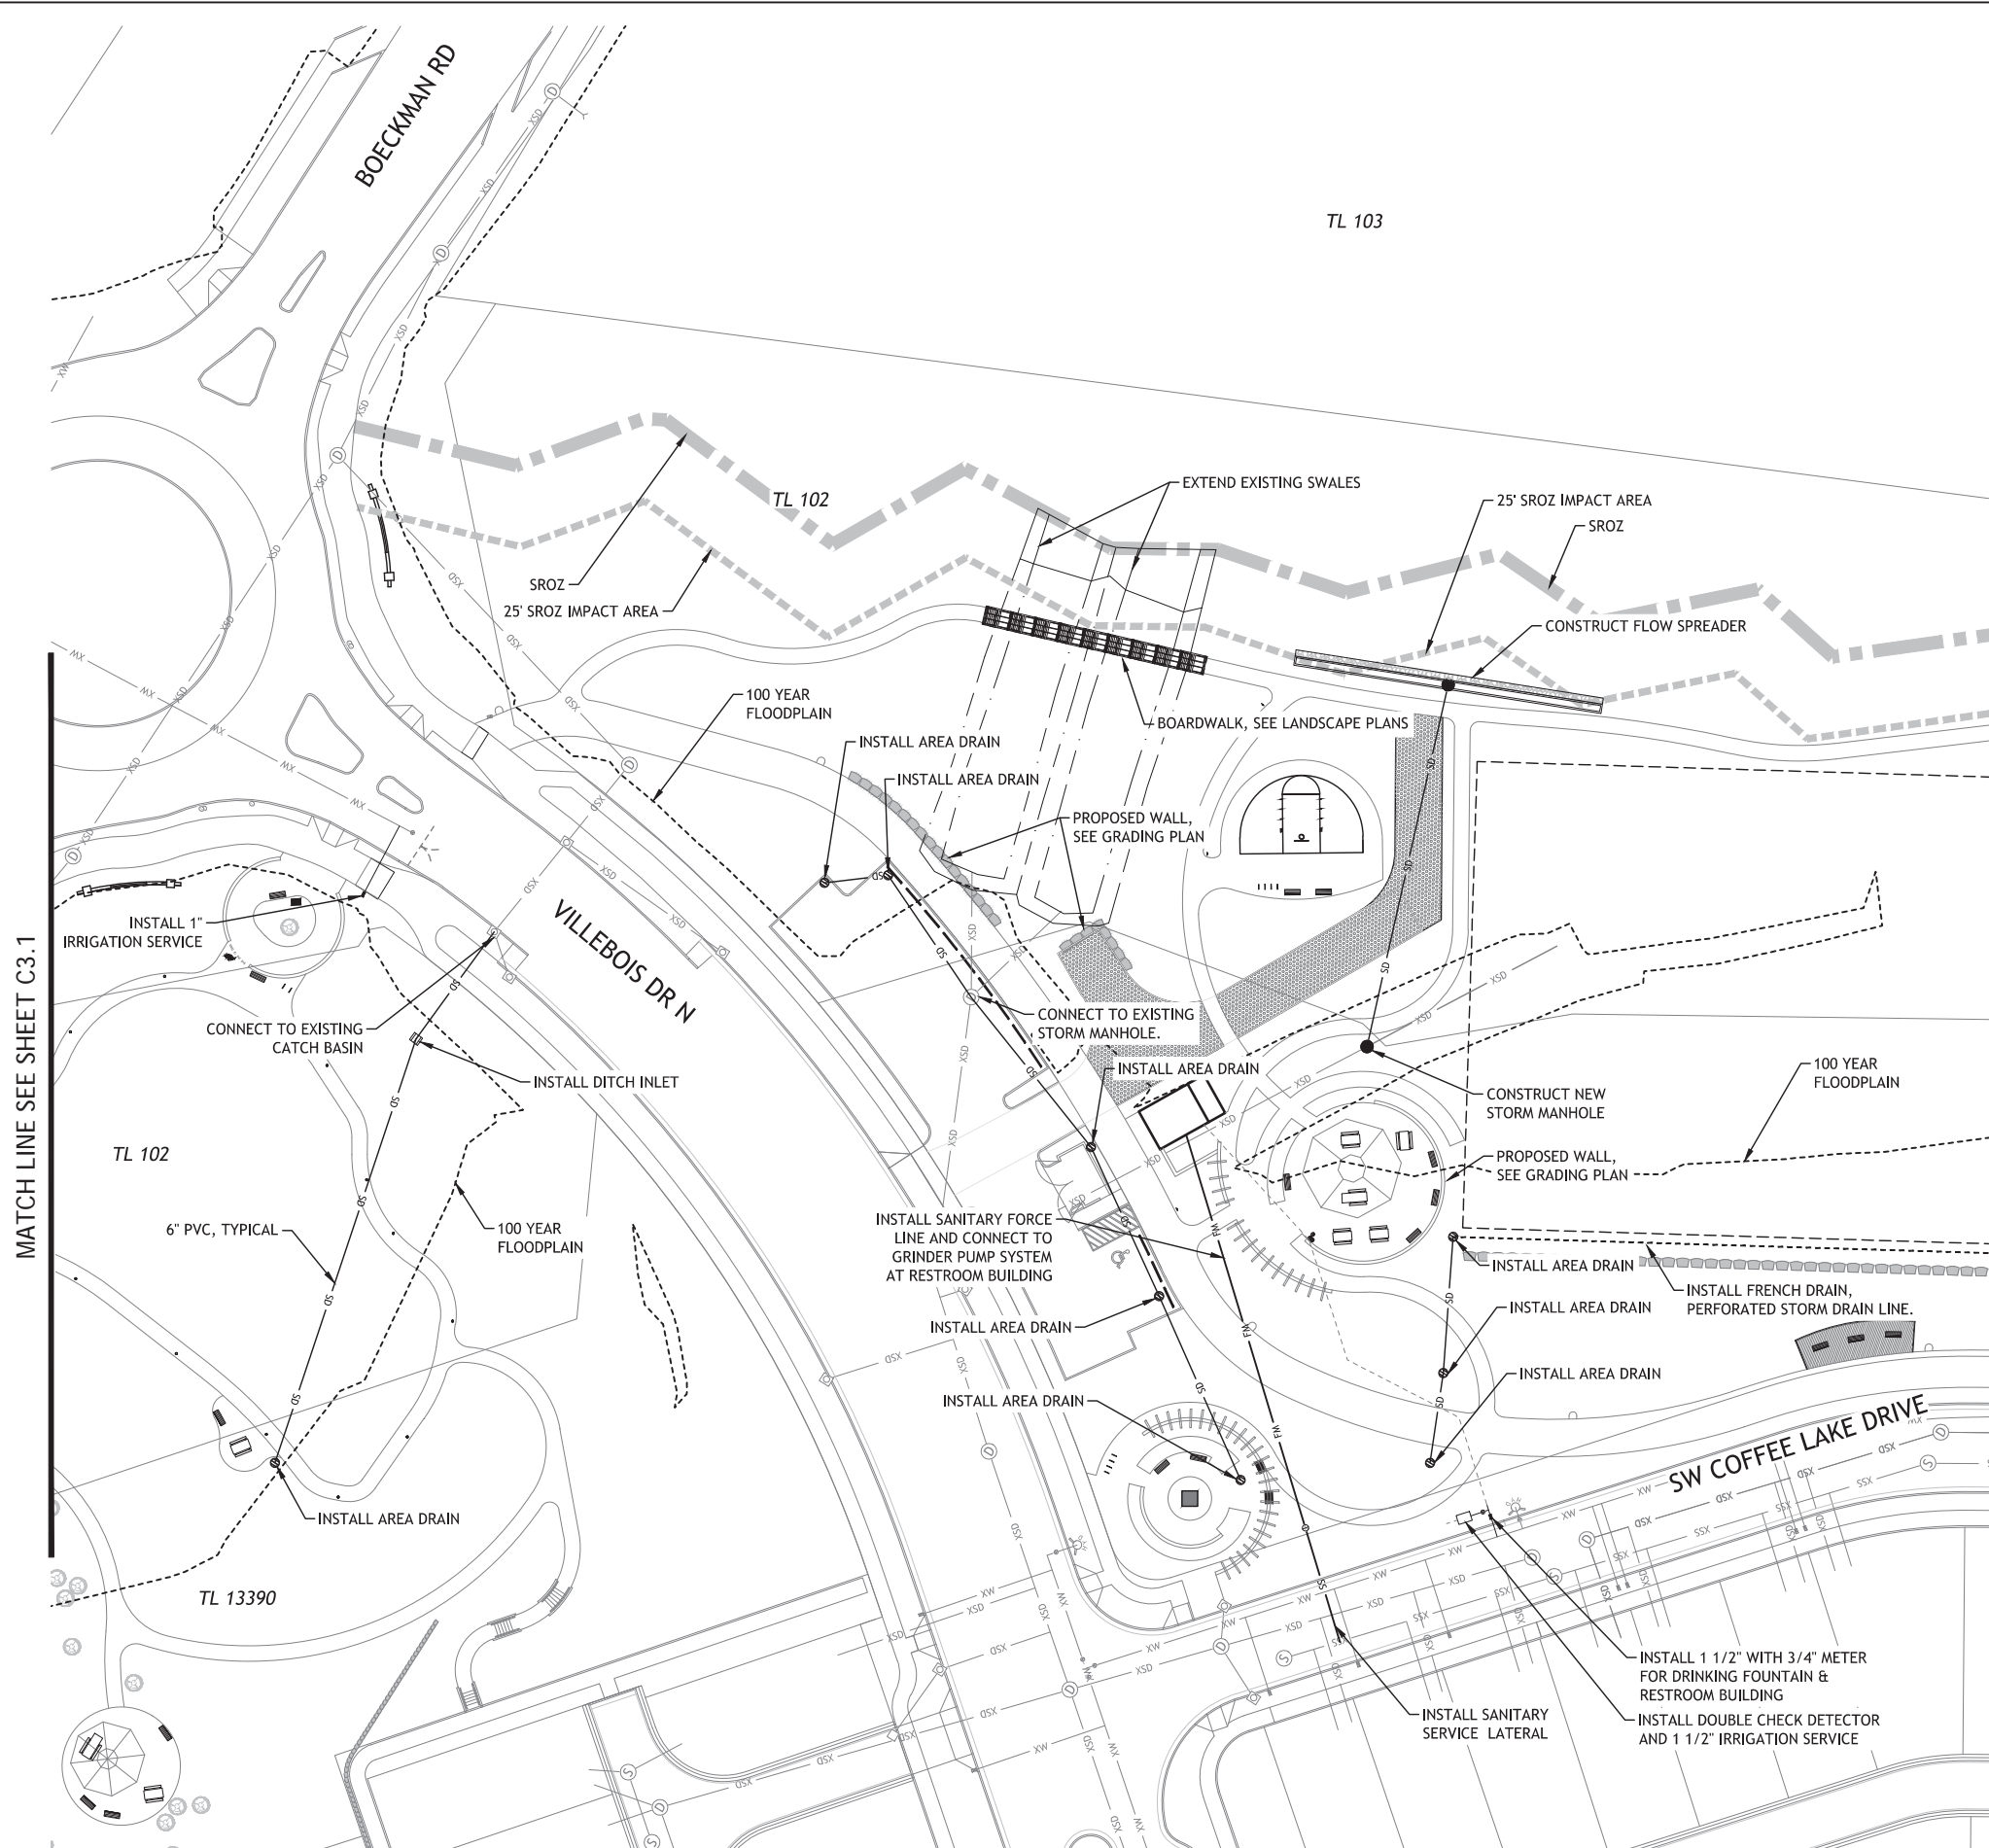 BOECKMAN RD
TL 103
EXTEND EXISTING SWALES
TL 102
25' SROZ IMPACT AREA
SROZ
SROZ
25' SROZ IMPACT AREA
CONSTRUCT FLOW SPREADER
100 YEAR
FLOODPLAIN
BOARDWALK, SEE LANDSCAPE PLANS
INSTALL AREA DRAIN
INSTALL AREA DRAIN
PROPOSED WALL,
SEE GRADING PLAN
INSTALL 1"
IRRIGATION SERVICE
VILLEBOIS DR N
MATCH LINE SEE SHEET C3.1
CONNECT TO EXISTING
CATCH BASIN
CONNECT TO EXISTING
STORM MANHOLE.
INSTALL AREA DRAIN
INSTALL DITCH INLET
100 YEAR
FLOODPLAIN
CONSTRUCT NEW
STORM MANHOLE
TL 102
PROPOSED WALL,
SEE GRADING PLAN
6" PVC, TYPICAL
100 YEAR
FLOODPLAIN
INSTALL SANITARY FORCE
LINE AND CONNECT TO
GRINDER PUMP SYSTEM
AT RESTROOM BUILDING
INSTALL AREA DRAIN
INSTALL FRENCH DRAIN,
PERFORATED STORM DRAIN LINE.
INSTALL AREA DRAIN
INSTALL AREA DRAIN
INSTALL AREA DRAIN
INSTALL AREA DRAIN
SW COFFEE LAKE DRIVE
INSTALL AREA DRAIN
TL 13390
INSTALL 1 1/2" WITH 3/4" METER
FOR DRINKING FOUNTAIN &
RESTROOM BUILDING
INSTALL SANITARY
SERVICE LATERAL
INSTALL DOUBLE CHECK DETECTOR
AND 1 1/2" IRRIGATION SERVICE